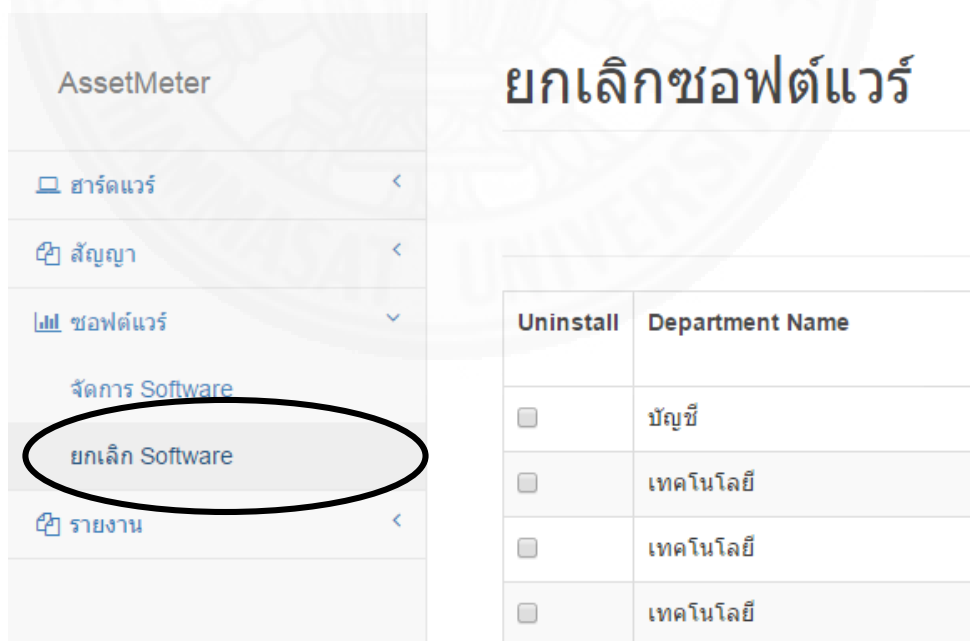 AssetMeter
ฮาร์ดแวร์
สัญญา
ซอฟต์แวร์
จัดการ Software
ยกเลิก Software
รายงาน
ยกเลิกซอฟต์แวร์
Uninstall Department Name
บัญชี
เทคโนโลยี
เทคโนโลยี
เทคโนโลยี